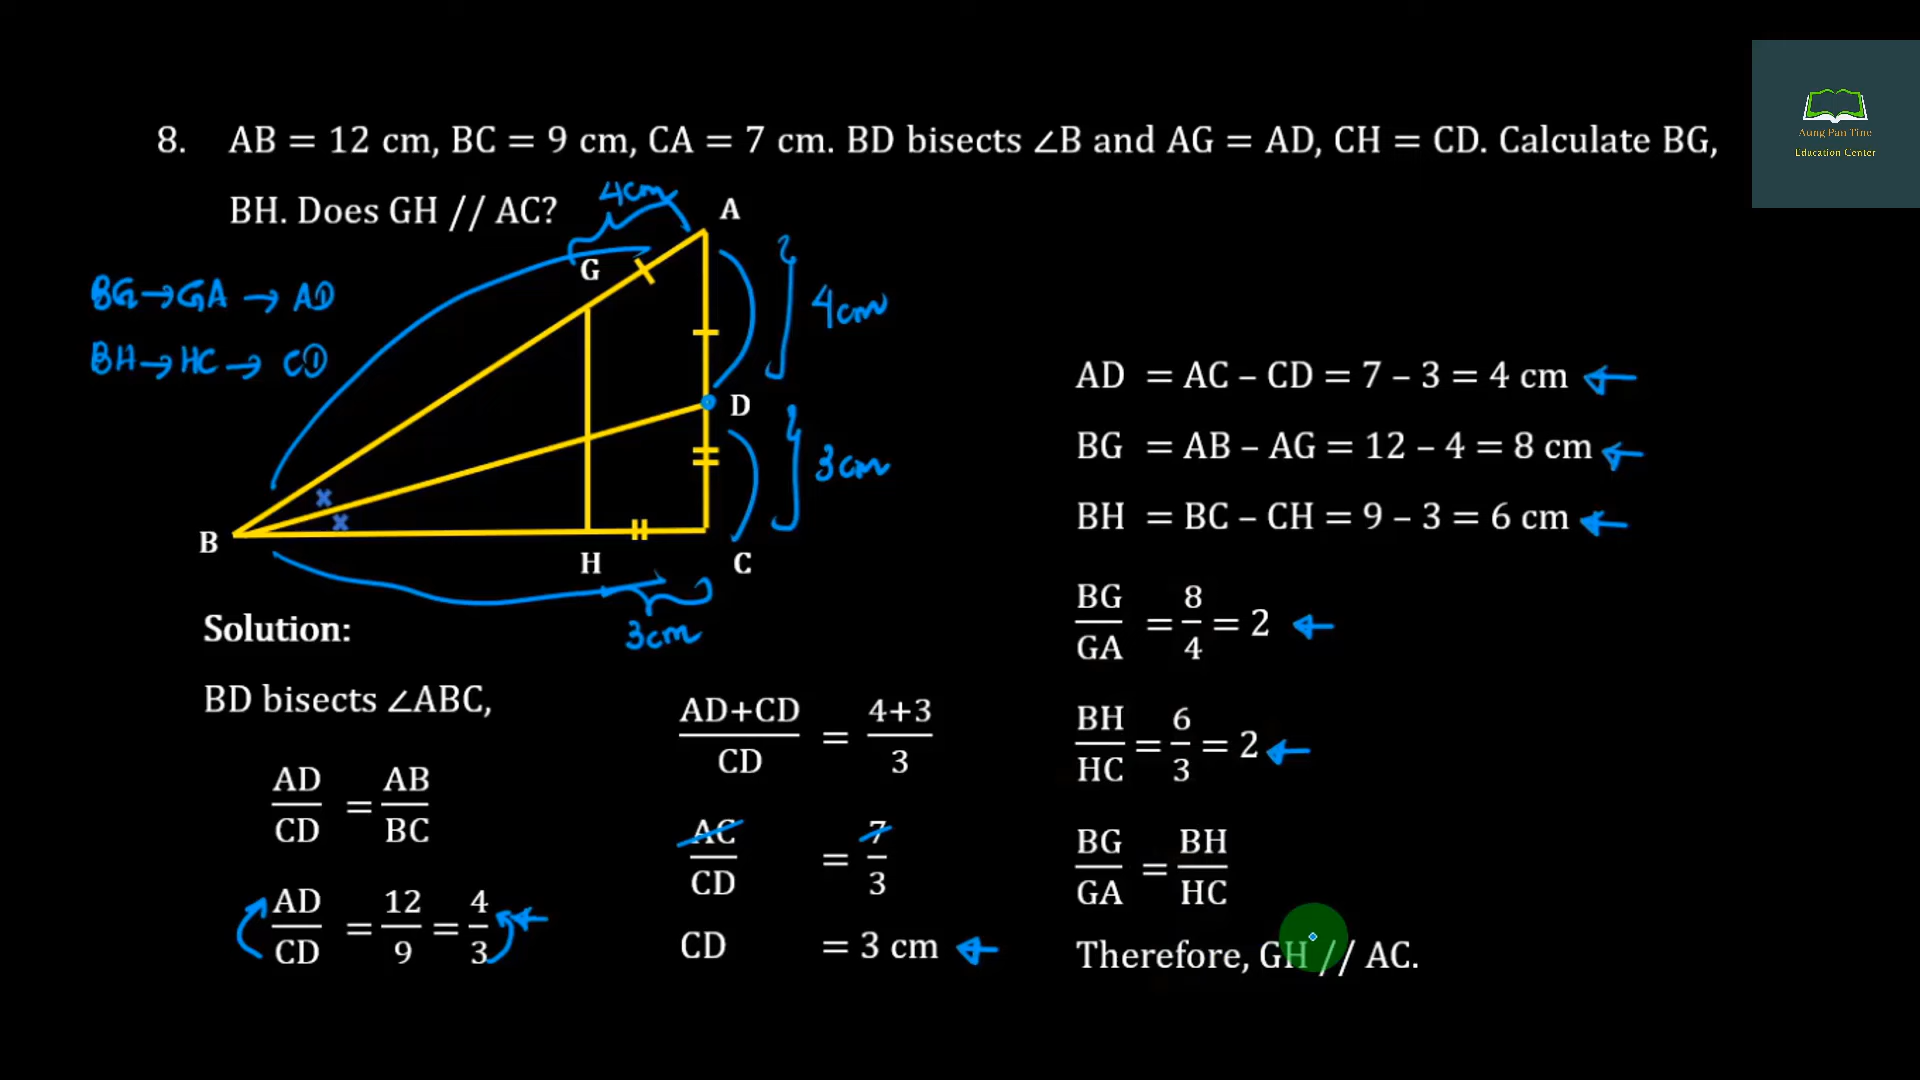 Aung Pan Tine
Education Center
8. AB = 12 cm, BC = 9 cm, CA = 7 cm. BD bisects ∠B and AG = AD, CH = CD. Calculate BG,
BH. Does GH // AC?
4cm
A
G
BG→GA→AD
BH→HC→CD
4cm
D
3cm
x
x
B
H
C
3cm
Solution:
BD bisects ∠ABC,
AD/CD = AB/BC
AD/CD = 12/9 = 4/3
AD+CD/CD = 4+3/3
AC/CD = 7/3
CD = 3 cm
AD = AC – CD = 7 – 3 = 4 cm
BG = AB – AG = 12 – 4 = 8 cm
BH = BC – CH = 9 – 3 = 6 cm
BG/GA = 8/4 = 2
BH/HC = 6/3 = 2
BG/GA = BH/HC
Therefore, GH // AC.